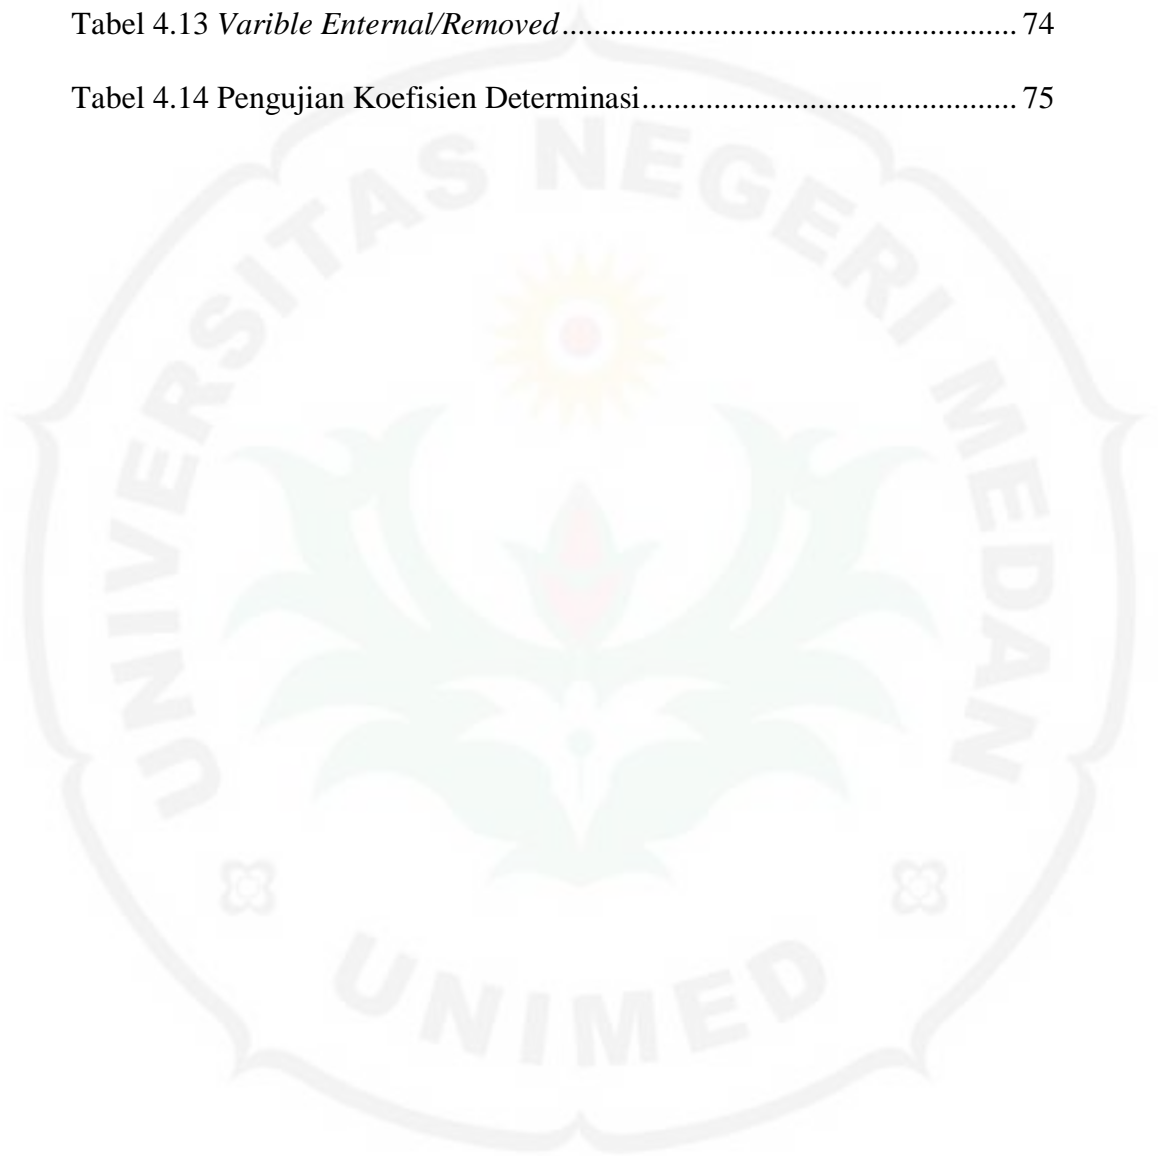 Tabel 4.13 Varible Enternal/Removed........................................................ 74
Tabel 4.14 Pengujian Koefisien Determinasi.............................................. 75
UNIVERSITAS NEGERI MEDAN
UNIMED